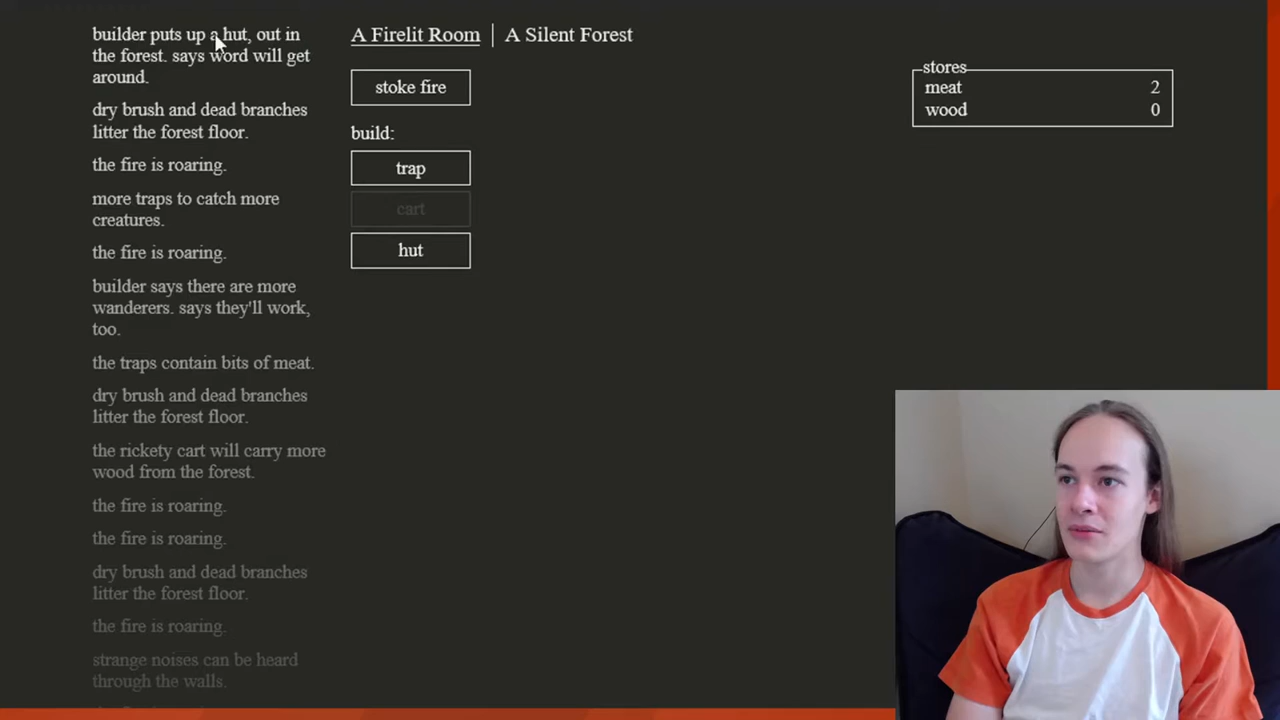 builder puts up a hut, out in
the forest. says word will get
around.
dry brush and dead branches
litter the forest floor.
the fire is roaring.
more traps to catch more
creatures.
the fire is roaring.
builder says there are more
wanderers. says they'll work,
too.
the traps contain bits of meat.
dry brush and dead branches
litter the forest floor.
the rickety cart will carry more
wood from the forest.
the fire is roaring.
the fire is roaring.
dry brush and dead branches
litter the forest floor.
the fire is roaring.
strange noises can be heard
through the walls.
A Firelit Room | A Silent Forest
stoke fire
build:
trap
cart
hut
stores
meat 2
wood 0